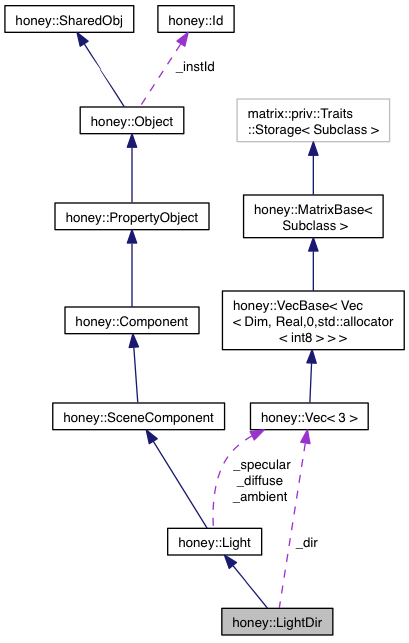 honey::SharedObj
honey::Id
_instId
honey::Object
matrix::priv::Traits
::Storage< Subclass >
honey::PropertyObject
honey::MatrixBase<
Subclass >
honey::Component
honey::VecBase< Vec
< Dim, Real,0,std::allocator
< int8 > > >
honey::SceneComponent
honey::Vec< 3 >
_specular
_diffuse
_ambient
honey::Light
_dir
honey::LightDir